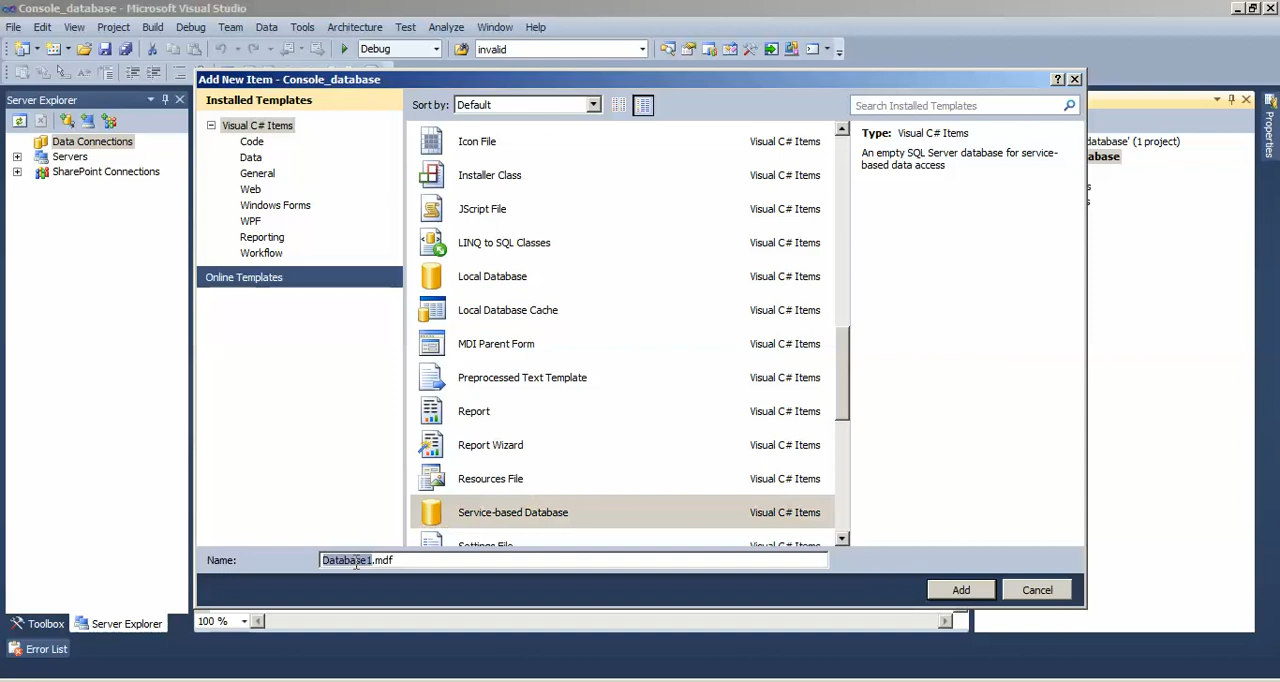 Console_database - Microsoft Visual Studio
File Edit View Project Build Debug Team Data Tools Architecture Test Analyze Window Help
Debug invalid
Server Explorer
Data Connections
Servers
SharePoint Connections
Add New Item - Console_database
Installed Templates
Visual C# Items
Code
Data
General
Web
Windows Forms
WPF
Reporting
Workflow
Online Templates
Sort by: Default
Search Installed Templates
Icon File Visual C# Items
Installer Class Visual C# Items
JScript File Visual C# Items
LINQ to SQL Classes Visual C# Items
Local Database Visual C# Items
Local Database Cache Visual C# Items
MDI Parent Form Visual C# Items
Preprocessed Text Template Visual C# Items
Report Visual C# Items
Report Wizard Visual C# Items
Resources File Visual C# Items
Service-based Database Visual C# Items
Settings File Visual C# Items
Type: Visual C# Items
An empty SQL Server database for service-
based data access
Name: Database1.mdf
Add Cancel
database' (1 project)
abase
s
s
Properties
100 %
Toolbox Server Explorer
Error List